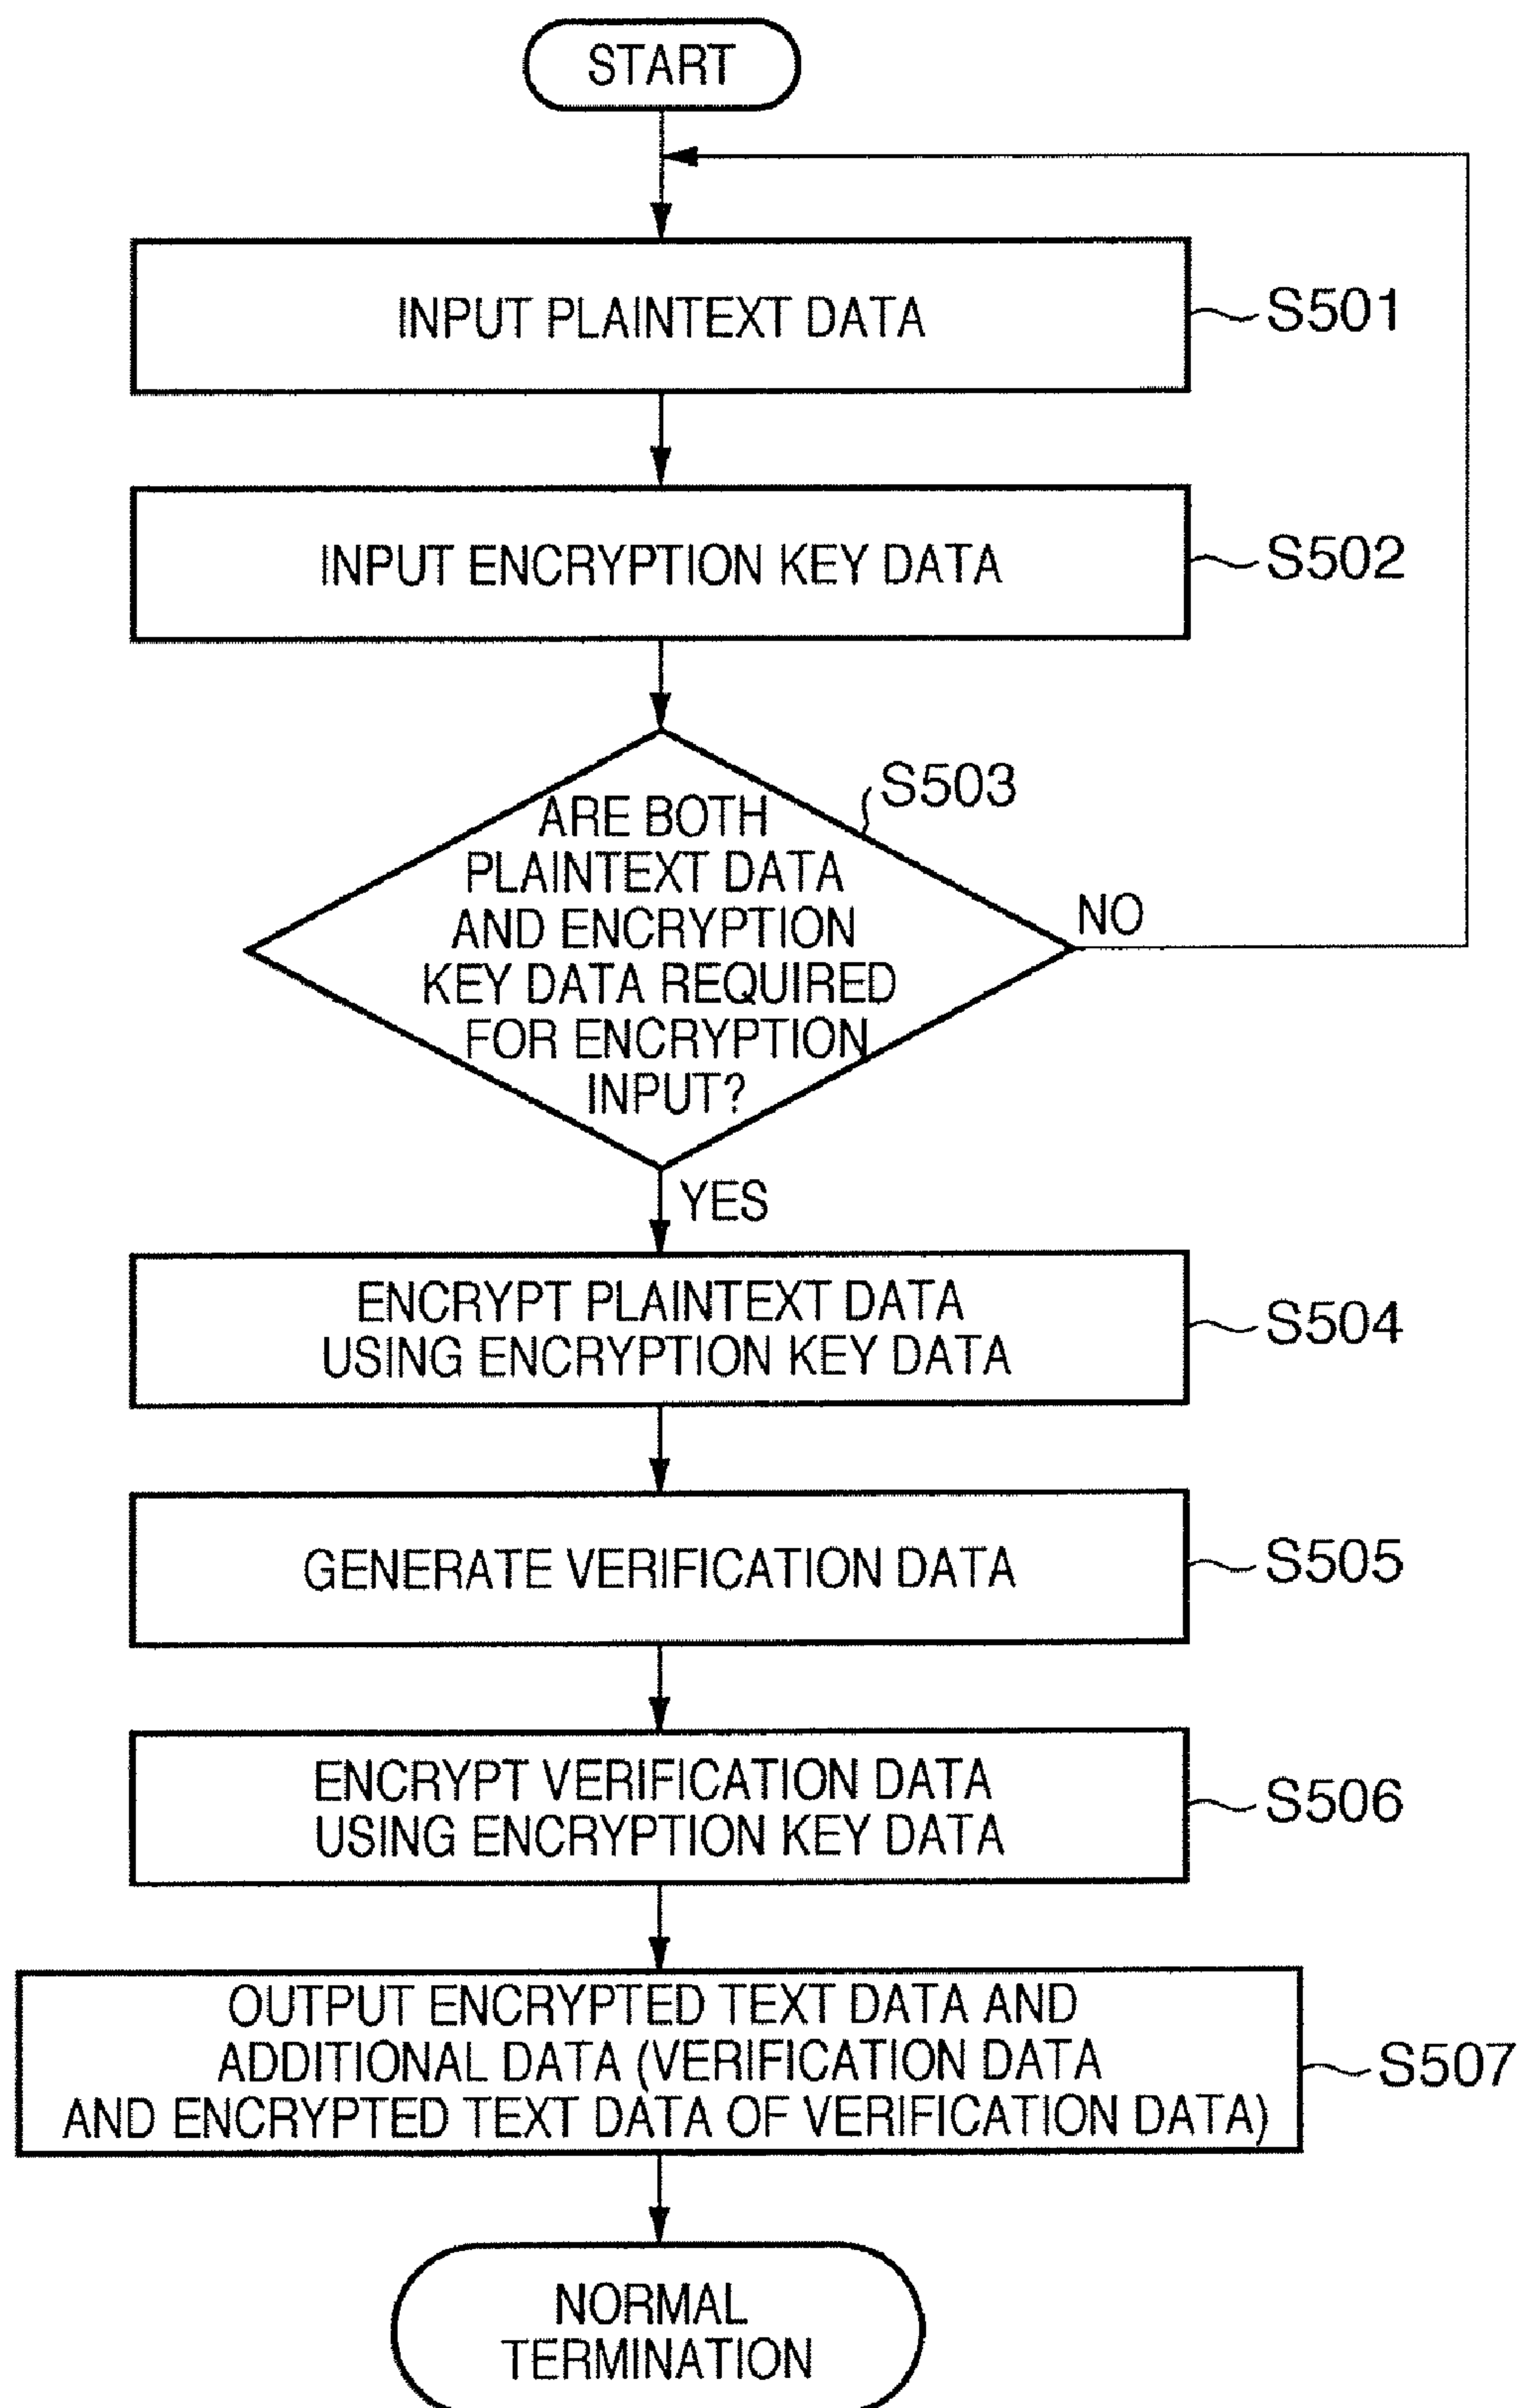 START
INPUT PLAINTEXT DATA
S501
INPUT ENCRYPTION KEY DATA
S502
S503
ARE BOTH
PLAINTEXT DATA
AND ENCRYPTION
KEY DATA REQUIRED
FOR ENCRYPTION
INPUT?
NO
YES
ENCRYPT PLAINTEXT DATA
USING ENCRYPTION KEY DATA
S504
GENERATE VERIFICATION DATA
S505
ENCRYPT VERIFICATION DATA
USING ENCRYPTION KEY DATA
S506
OUTPUT ENCRYPTED TEXT DATA AND
ADDITIONAL DATA (VERIFICATION DATA
AND ENCRYPTED TEXT DATA OF VERIFICATION DATA)
S507
NORMAL
TERMINATION